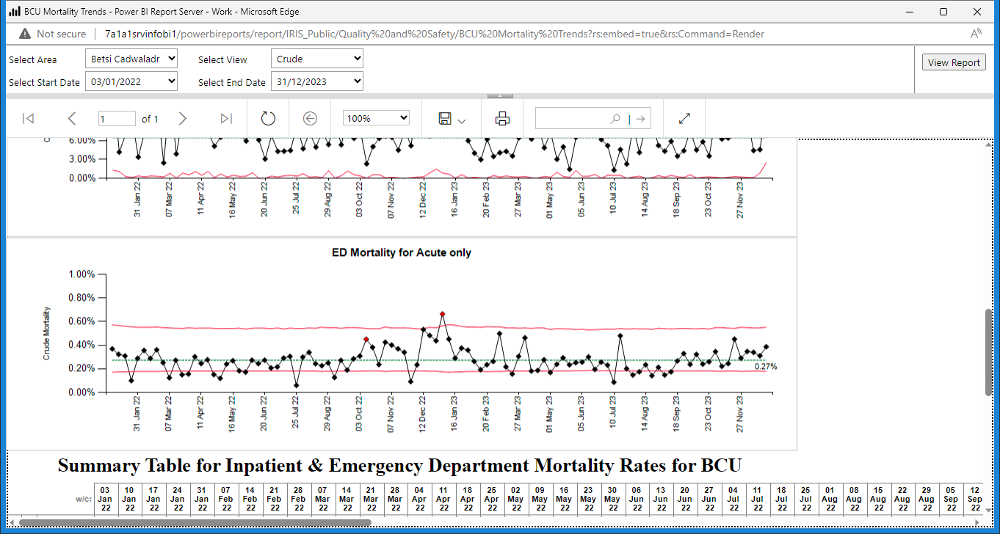 BCU Mortality Trends - Power BI Report Server - Work - Microsoft Edge
Not secure | 7a1a1srvinfobi1/powerbireports/report/IRIS_Public/Quality%20and%20Safety/BCU%20Mortality%20Trends?rs:embed=true&rs:Command=Render
Select Area Betsi Cadwaladr Select View Crude View Report
Select Start Date 03/01/2022 Select End Date 31/12/2023
1 of 1 100%
6.00%
3.00%
0.00%
31 Jan 22 07 Mar 22 11 Apr 22 16 May 22 20 Jun 22 25 Jul 22 29 Aug 22 03 Oct 22 07 Nov 22 12 Dec 22 16 Jan 23 20 Feb 23 27 Mar 23 01 May 23 05 Jun 23 10 Jul 23 14 Aug 23 18 Sep 23 23 Oct 23 27 Nov 23
ED Mortality for Acute only
Crude Mortality
1.00%
0.80%
0.60%
0.40%
0.20%
0.00%
0.27%
31 Jan 22 07 Mar 22 11 Apr 22 16 May 22 20 Jun 22 25 Jul 22 29 Aug 22 03 Oct 22 07 Nov 22 12 Dec 22 16 Jan 23 20 Feb 23 27 Mar 23 01 May 23 05 Jun 23 10 Jul 23 14 Aug 23 18 Sep 23 23 Oct 23 27 Nov 23
Summary Table for Inpatient & Emergency Department Mortality Rates for BCU
03 10 17 24 31 07 14 21 28 07 14 21 28 04 11 18 25 02 09 16 23 30 06 13 20 27 04 11 18 25 01 08 15 22 29 05 12
w/c: Jan Jan Jan Jan Jan Feb Feb Feb Feb Mar Mar Mar Mar Apr Apr Apr Apr May May May May May Jun Jun Jun Jun Jul Jul Jul Jul Aug Aug Aug Aug Aug Sep Sep
22 22 22 22 22 22 22 22 22 22 22 22 22 22 22 22 22 22 22 22 22 22 22 22 22 22 22 22 22 22 22 22 22 22 22 22 22